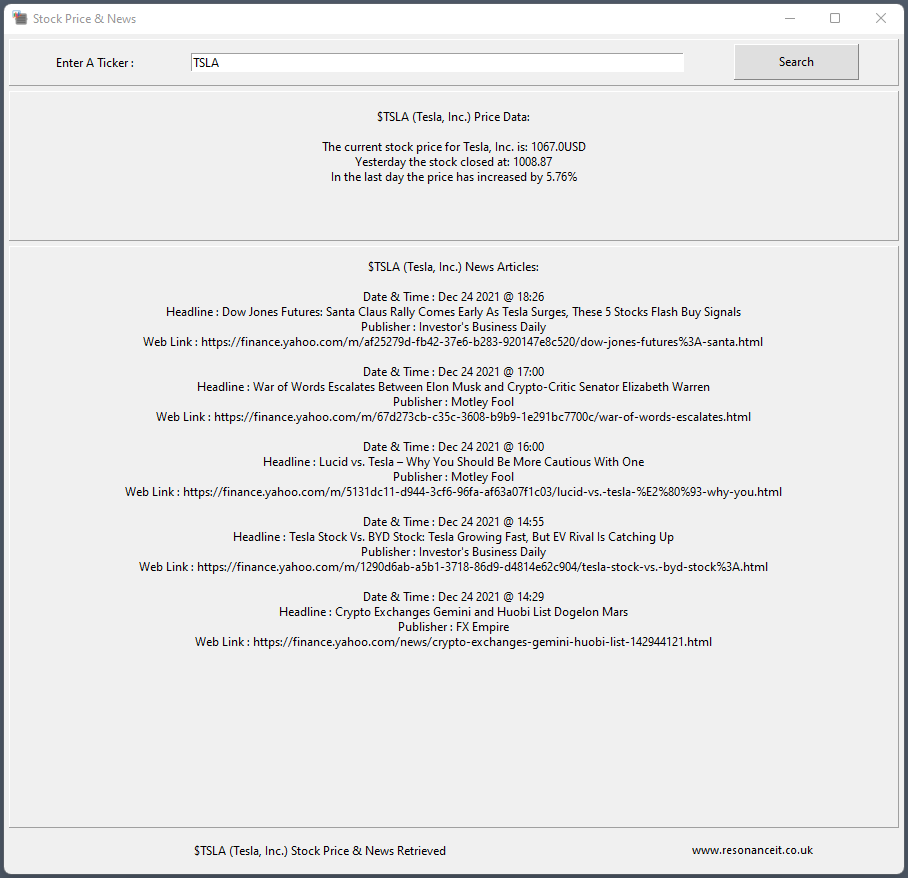 Stock Price & News
Enter A Ticker :
TSLA
Search
$TSLA (Tesla, Inc.) Price Data:
The current stock price for Tesla, Inc. is: 1067.0USD
Yesterday the stock closed at: 1008.87
In the last day the price has increased by 5.76%
$TSLA (Tesla, Inc.) News Articles:
Date & Time : Dec 24 2021 @ 18:26
Headline : Dow Jones Futures: Santa Claus Rally Comes Early As Tesla Surges, These 5 Stocks Flash Buy Signals
Publisher : Investor's Business Daily
Web Link : https://finance.yahoo.com/m/af25279d-fb42-37e6-b283-920147e8c520/dow-jones-futures%3A-santa.html
Date & Time : Dec 24 2021 @ 17:00
Headline : War of Words Escalates Between Elon Musk and Crypto-Critic Senator Elizabeth Warren
Publisher : Motley Fool
Web Link : https://finance.yahoo.com/m/67d273cb-c35c-3608-b9b9-1e291bc7700c/war-of-words-escalates.html
Date & Time : Dec 24 2021 @ 16:00
Headline : Lucid vs. Tesla – Why You Should Be More Cautious With One
Publisher : Motley Fool
Web Link : https://finance.yahoo.com/m/5131dc11-d944-3cf6-96fa-af63a07f1c03/lucid-vs.-tesla-%E2%80%93-why-you.html
Date & Time : Dec 24 2021 @ 14:55
Headline : Tesla Stock Vs. BYD Stock: Tesla Growing Fast, But EV Rival Is Catching Up
Publisher : Investor's Business Daily
Web Link : https://finance.yahoo.com/m/1290d6ab-a5b1-3718-86d9-d4814e62c904/tesla-stock-vs.-byd-stock%3A.html
Date & Time : Dec 24 2021 @ 14:29
Headline : Crypto Exchanges Gemini and Huobi List Dogelon Mars
Publisher : FX Empire
Web Link : https://finance.yahoo.com/news/crypto-exchanges-gemini-huobi-list-142944121.html
$TSLA (Tesla, Inc.) Stock Price & News Retrieved
www.resonanceit.co.uk